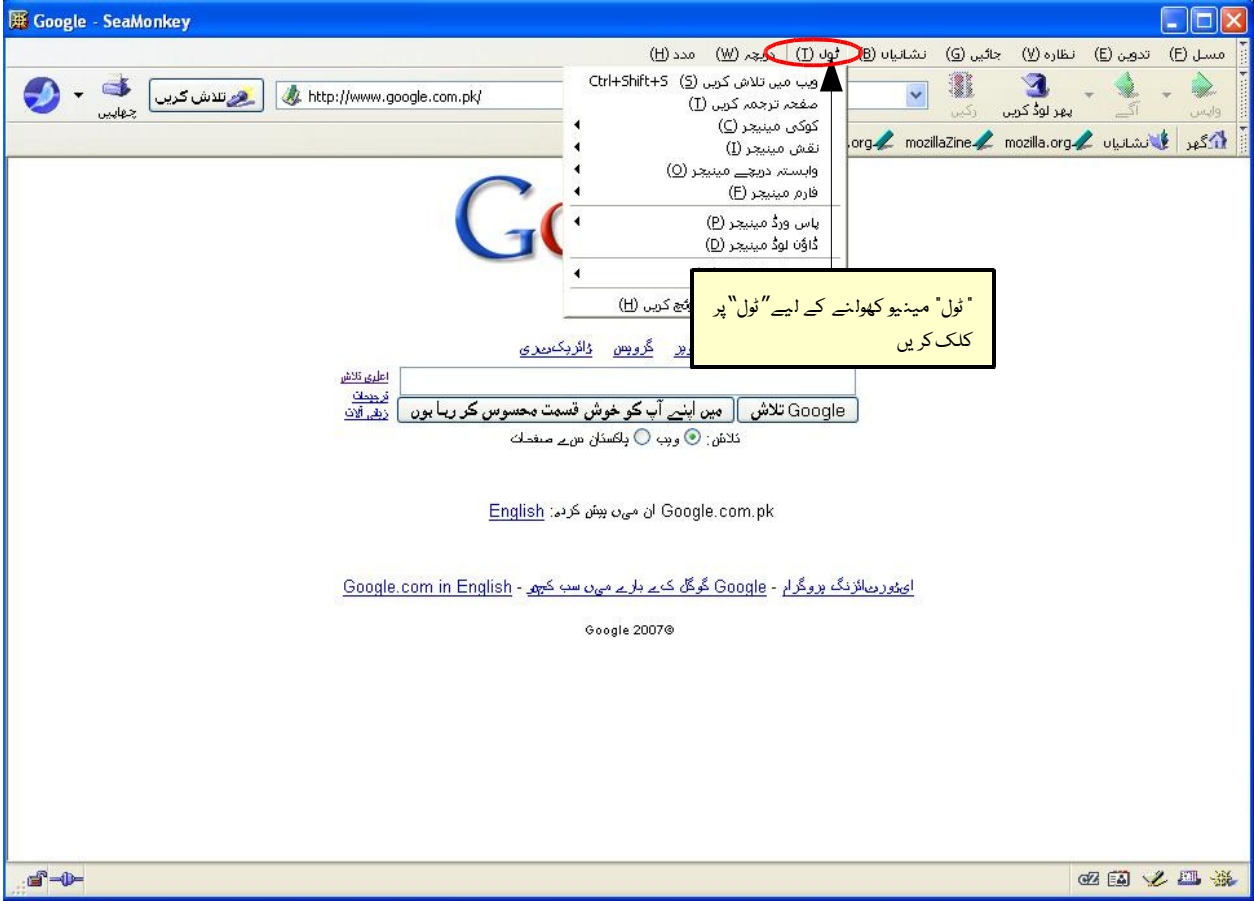 Google - SeaMonkey
مسل (F) تدوین (E) نظارہ (V) جائیں (G) نشانیاں (B) ٹول (T) دریچہ (W) مدد (H)
واپس آگے پھر لوڈ کریں رکیں http://www.google.com.pk/ تلاش کریں چھاپیں
گھر نشانیاں mozilla.org mozillaZine .org
ویب میں تلاش کریں (S) Ctrl+Shift+S
صفحہ ترجمہ کریں (T)
کوکی مینیجر (C)
نقش مینیجر (I)
وابستہ دریچے مینیجر (O)
فارم مینیجر (F)
پاس ورڈ مینیجر (P)
ڈاؤن لوڈ مینیجر (D)
کریں (H)
Go
"ٹول" مینیو کھولنے کے لیے "ٹول" پر
کلک کریں
گروپس ڈائریکٹری
اعلی تلاش
ترجیحات
زبانی آلات
Google تلاش میں اپنے آپ کو خوش قسمت محسوس کر رہا ہوں
تلاش: ویب پاکستان سے صفحات
Google.com.pk ان میں پیش کردہ: English
ایڈورٹائزنگ پروگرام - Google گوگل کے بارے میں سب کچھ - Google.com in English
Google 2007©